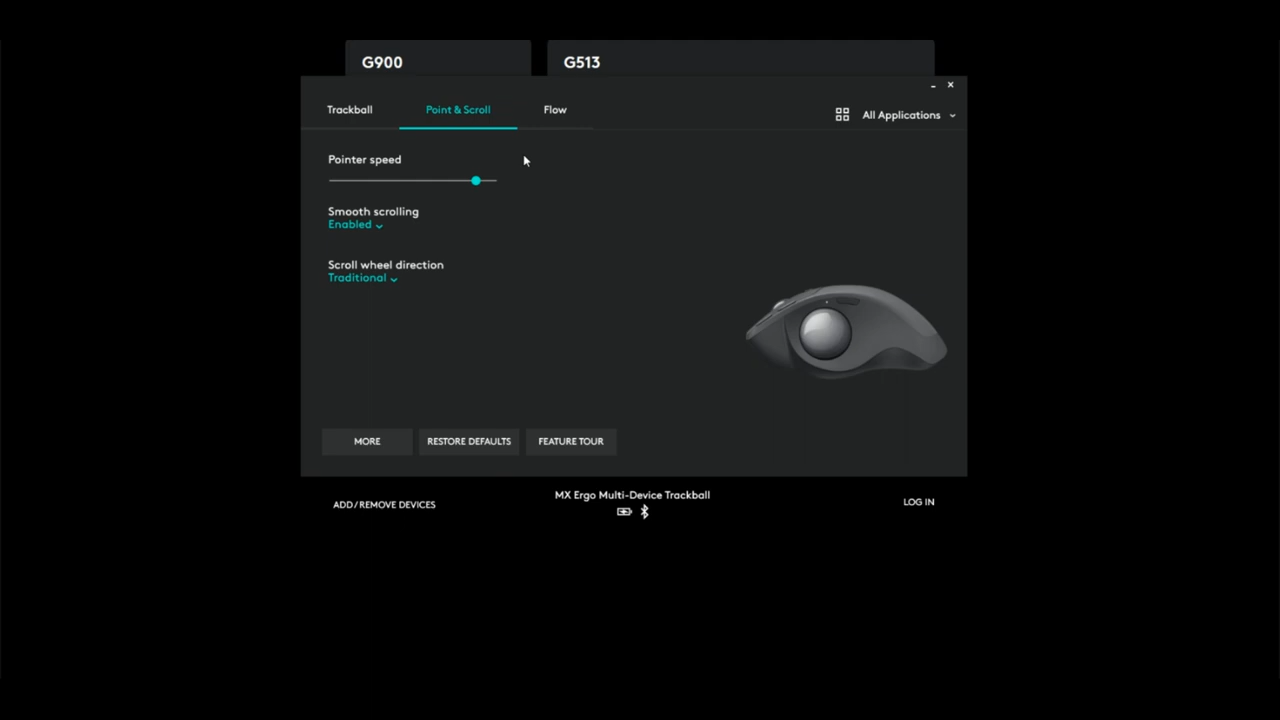 G900
G513
Trackball
Point & Scroll
Flow
All Applications
Pointer speed
Smooth scrolling
Enabled
Scroll wheel direction
Traditional
MORE
RESTORE DEFAULTS
FEATURE TOUR
ADD/REMOVE DEVICES
MX Ergo Multi-Device Trackball
LOG IN